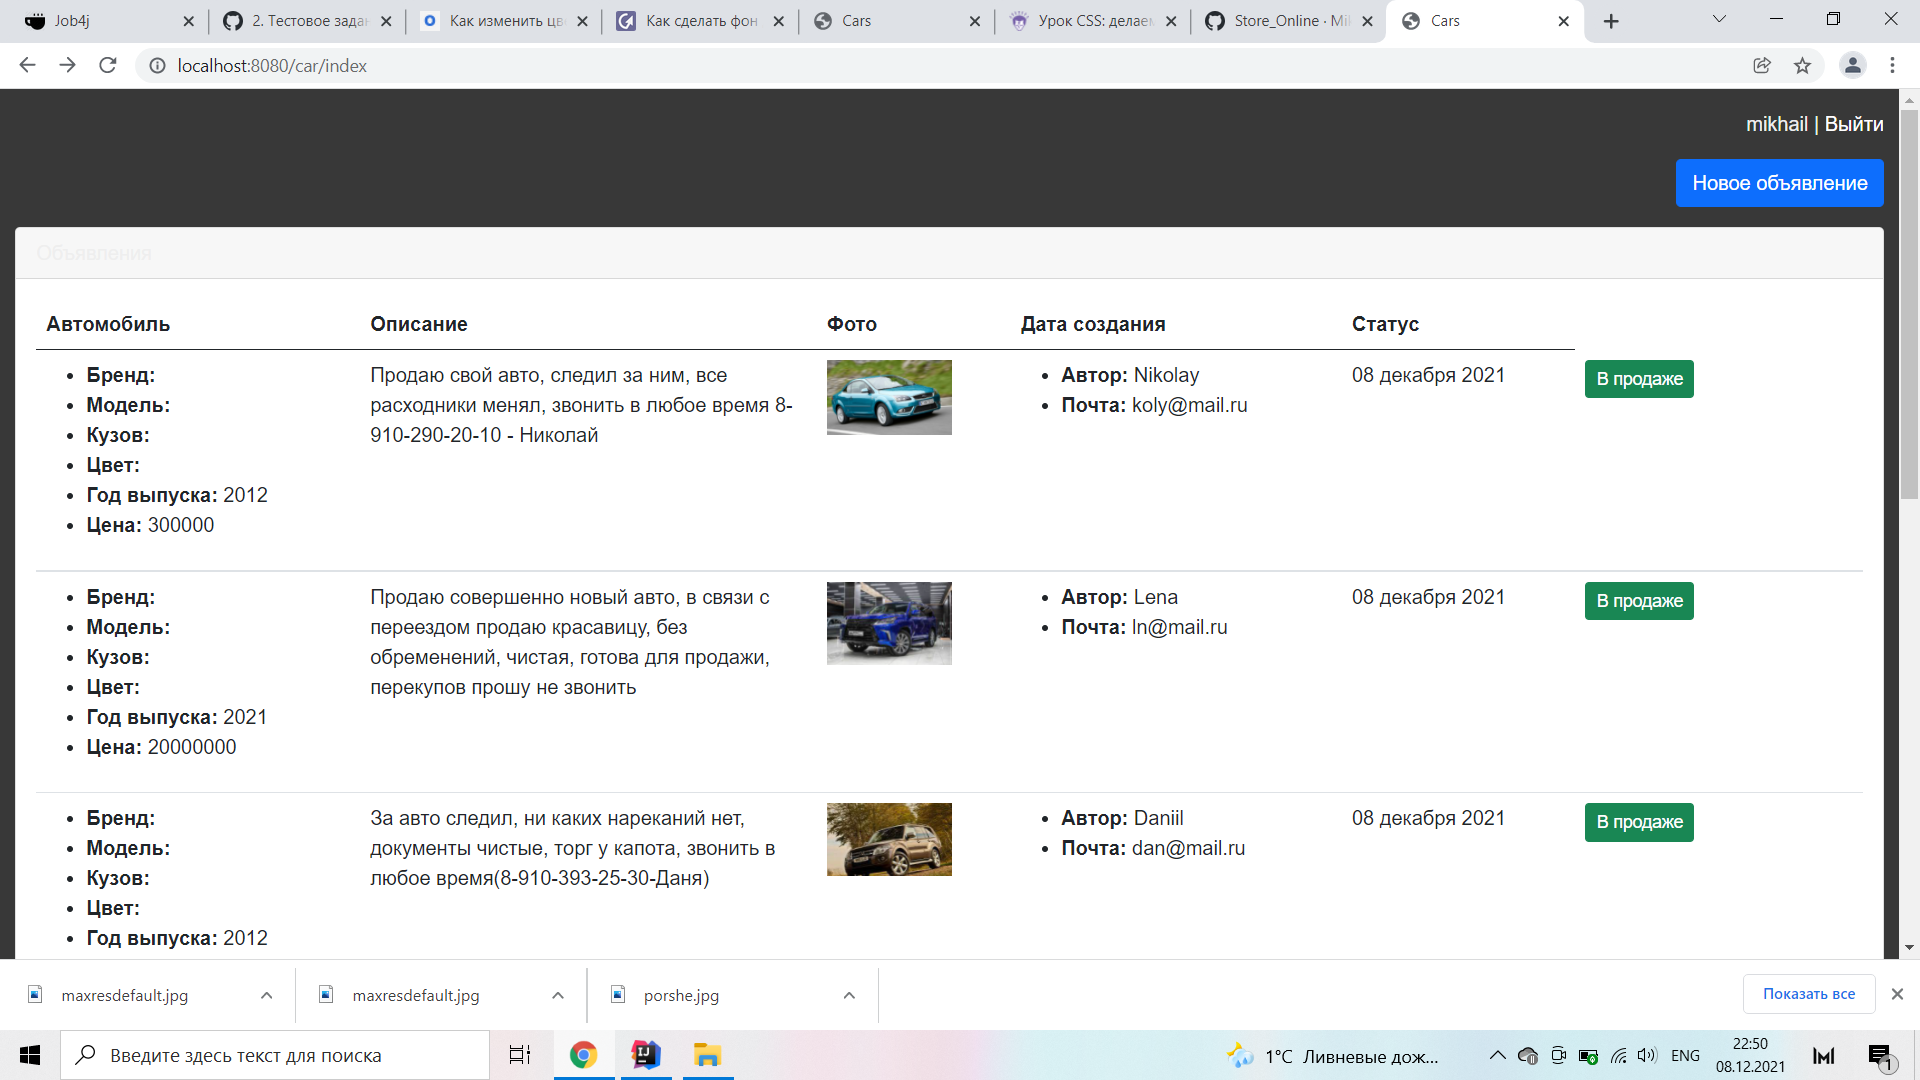 Job4j
2. Тестовое задан
Как изменить цв
Как сделать фон
Cars
Урок CSS: делаем
Store_Online · Mi
Cars
localhost:8080/car/index
mikhail | Выйти
Новое объявление
Объявления
Автомобиль Описание Фото Дата создания Статус
Бренд:
Модель:
Кузов:
Цвет:
Год выпуска: 2012
Цена: 300000
Продаю свой авто, следил за ним, все
расходники менял, звонить в любое время 8-
910-290-20-10 - Николай
Автор: Nikolay
Почта: koly@mail.ru
08 декабря 2021
В продаже
Бренд:
Модель:
Кузов:
Цвет:
Год выпуска: 2021
Цена: 20000000
Продаю совершенно новый авто, в связи с
переездом продаю красавицу, без
обременений, чистая, готова для продажи,
перекупов прошу не звонить
Автор: Lena
Почта: ln@mail.ru
08 декабря 2021
В продаже
Бренд:
Модель:
Кузов:
Цвет:
Год выпуска: 2012
За авто следил, ни каких нареканий нет,
документы чистые, торг у капота, звонить в
любое время(8-910-393-25-30-Даня)
Автор: Daniil
Почта: dan@mail.ru
08 декабря 2021
В продаже
maxresdefault.jpg
maxresdefault.jpg
porshe.jpg
Показать все
Введите здесь текст для поиска
1°C Ливневые дож...
ENG
22:50
08.12.2021
1